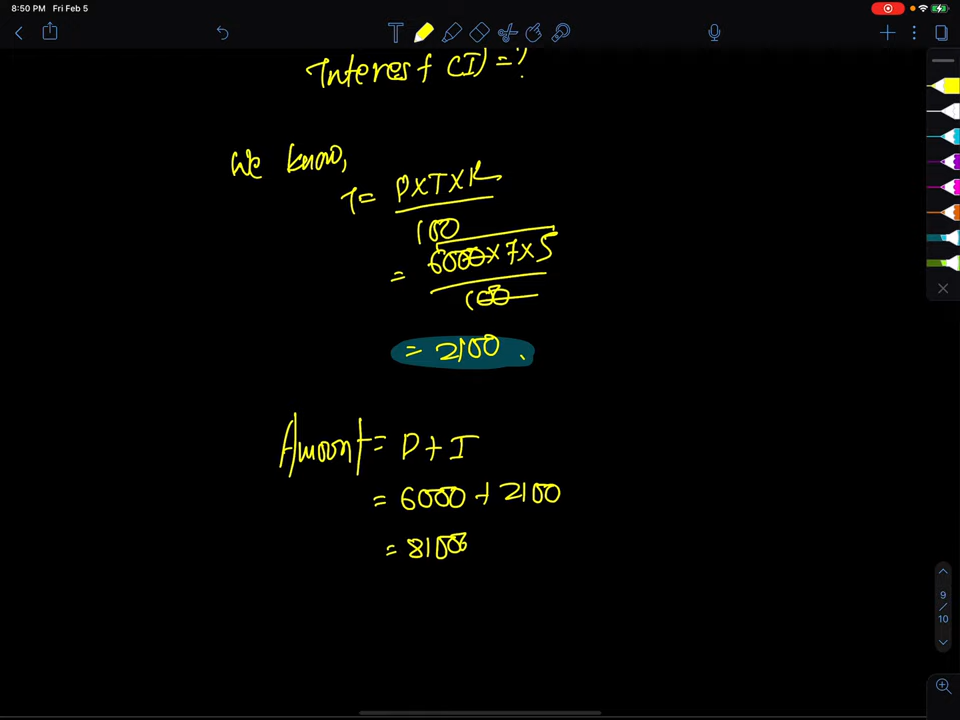 8:50 PM Fri Feb 5
Interest (I) = ?
We know,
I = P×T×R
100
= 6000×7×5
100
= 2100.
Amount = P+I
= 6000 + 2100
= 8100
9
/
10